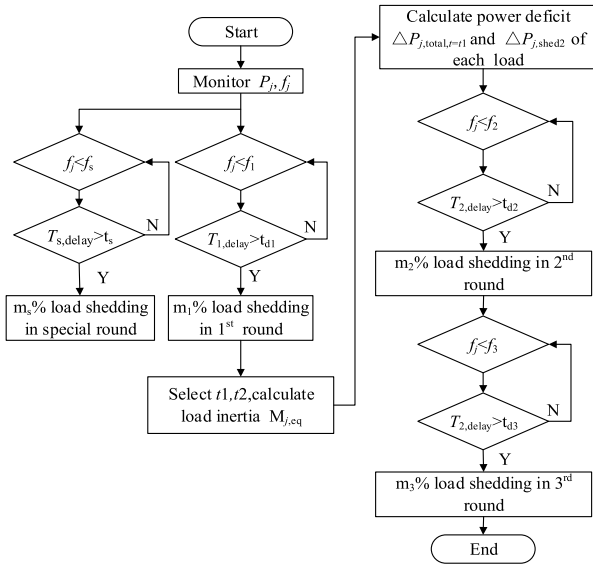 Start
Monitor Pj, fj
fj<fs
Ts,delay>ts
N
Y
ms% load shedding
in special round
fj<f1
T1,delay>td1
N
Y
m1% load shedding
in 1st round
Select t1,t2,calculate
load inertia Mj,eq
Calculate power deficit
△Pj,total,t=t1 and △Pj,shed2 of
each load
fj<f2
T2,delay>td2
N
Y
m2% load shedding in 2nd
round
fj<f3
T2,delay>td3
N
Y
m3% load shedding in 3rd
round
End